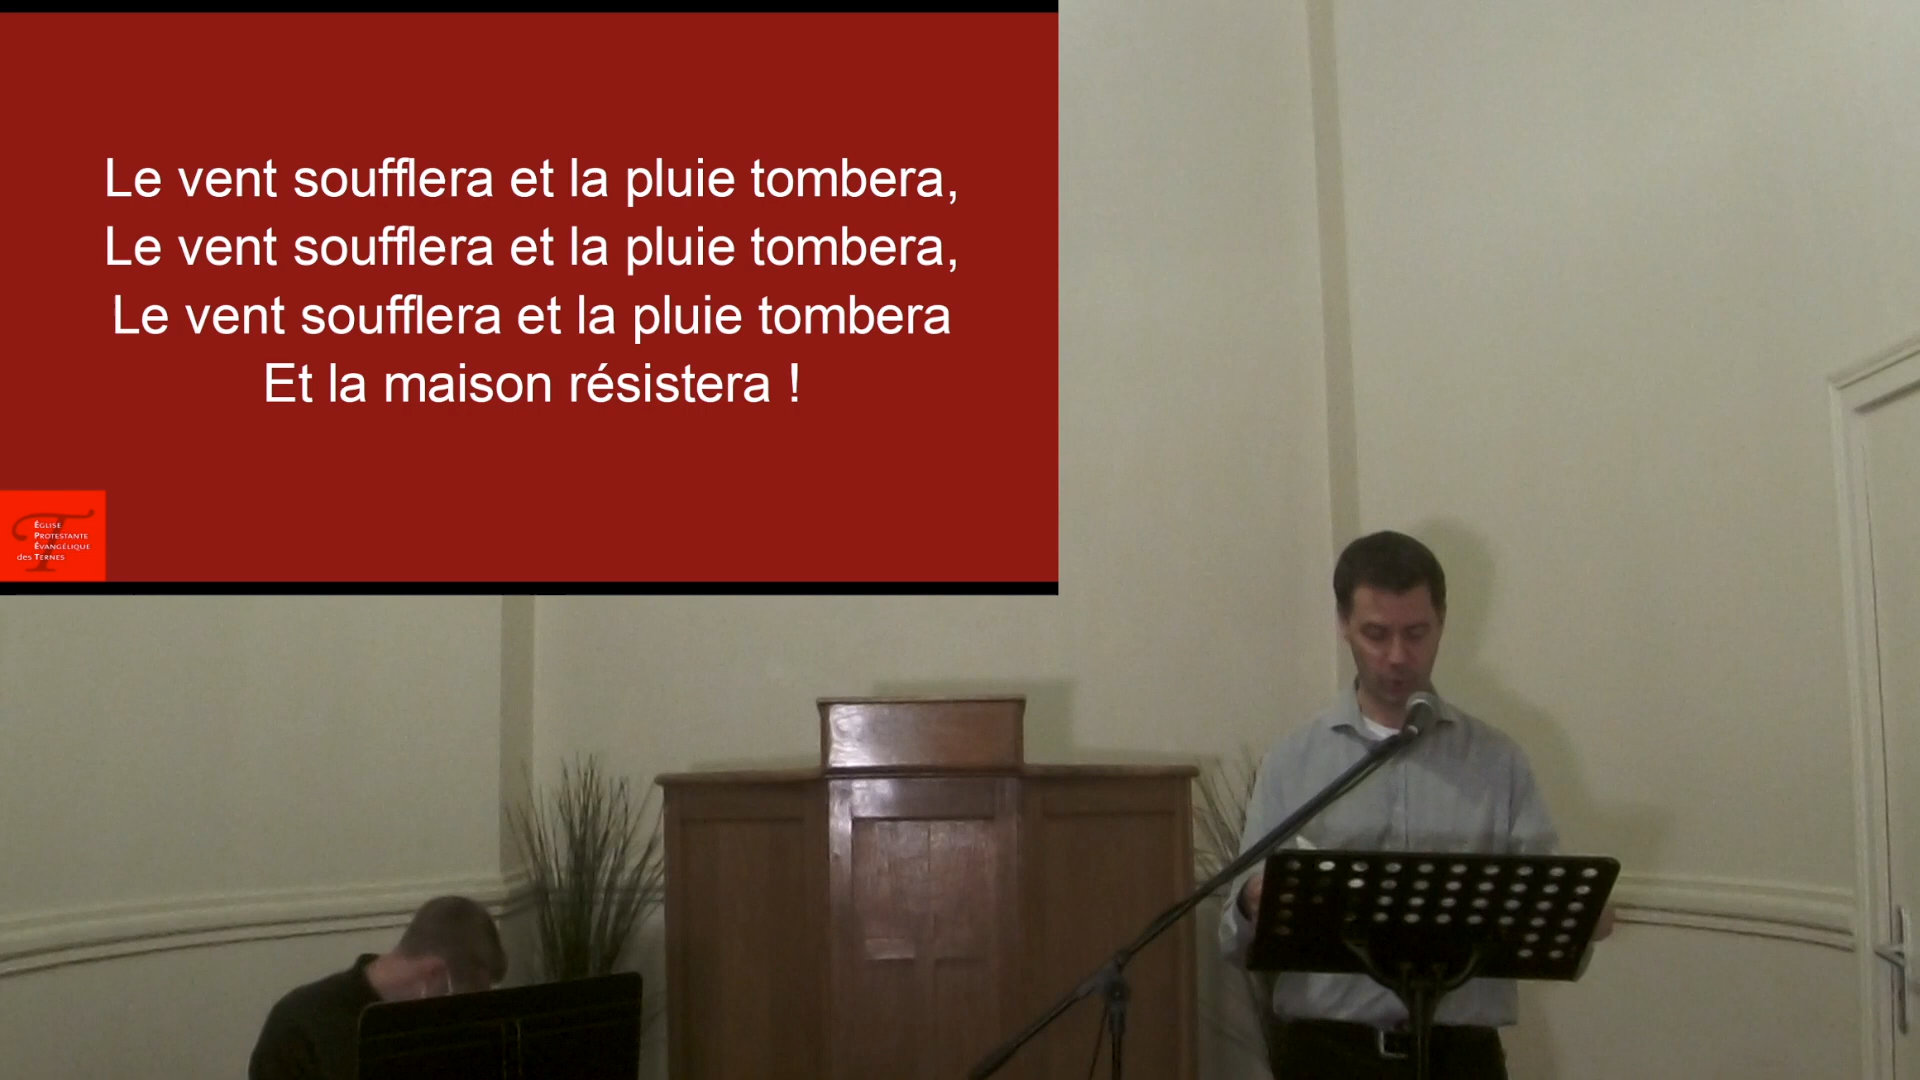 Le vent soufflera et la pluie tombera,
Le vent soufflera et la pluie tombera,
Le vent soufflera et la pluie tombera
Et la maison résistera !
ÉGLISE
PROTESTANTE
ÉVANGÉLIQUE
des TERNES